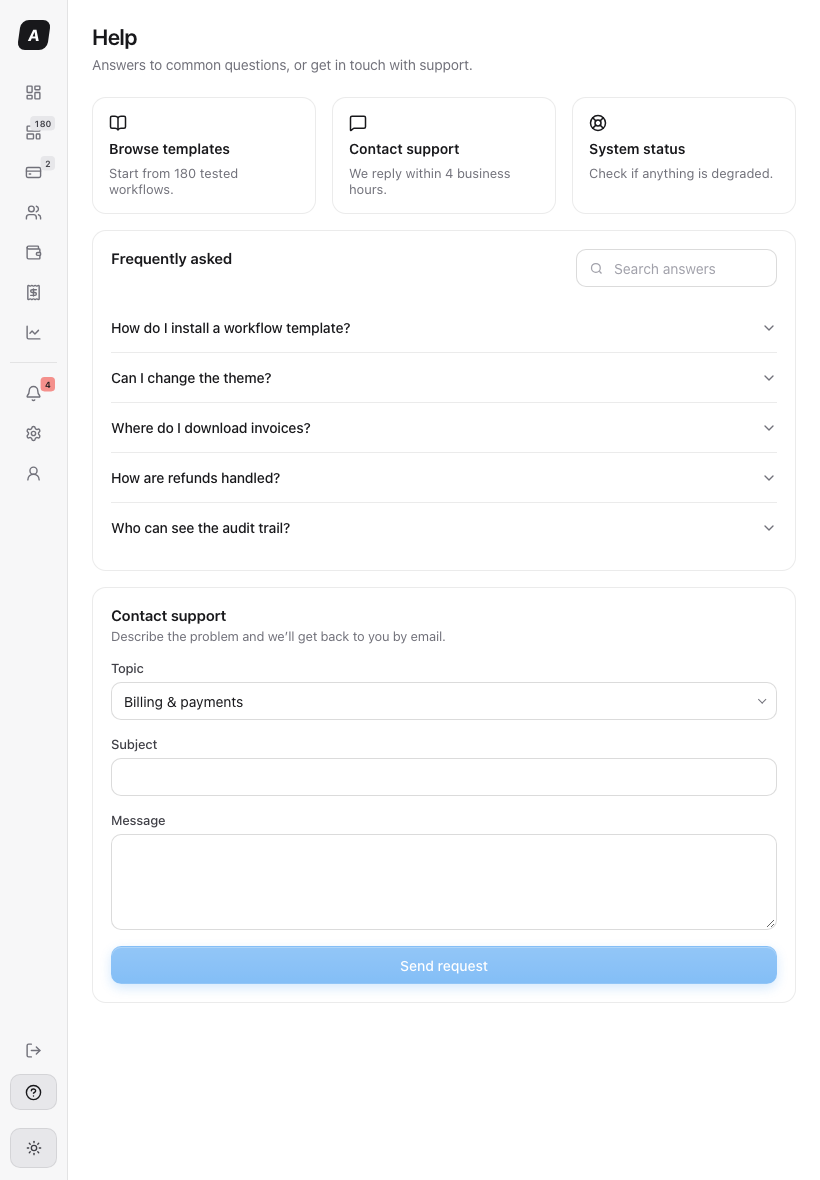 A
180
2
4
Help
Answers to common questions, or get in touch with support.
Browse templates
Start from 180 tested
workflows.
Contact support
We reply within 4 business
hours.
System status
Check if anything is degraded.
Frequently asked
Search answers
How do I install a workflow template?
Can I change the theme?
Where do I download invoices?
How are refunds handled?
Who can see the audit trail?
Contact support
Describe the problem and we’ll get back to you by email.
Topic
Billing & payments
Subject
Message
Send request